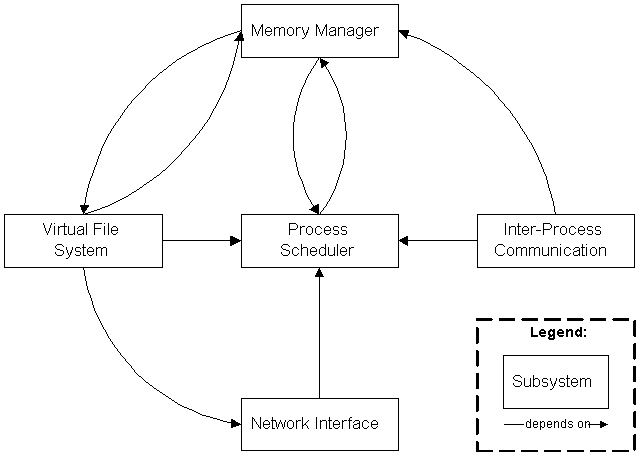 Memory Manager
Virtual File
System
Process
Scheduler
Inter-Process
Communication
Network Interface
Legend:
Subsystem
depends on